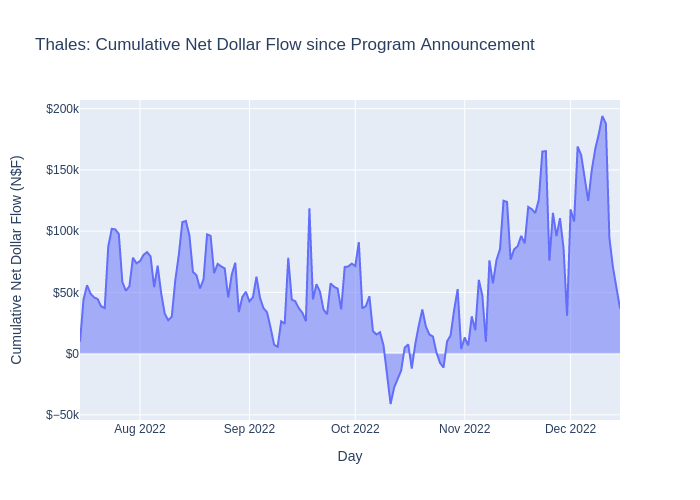 Thales: Cumulative Net Dollar Flow since Program Announcement
Cumulative Net Dollar Flow (N$F)
$200k
$150k
$100k
$50k
$0
$−50k
Aug 2022
Sep 2022
Oct 2022
Nov 2022
Dec 2022
Day